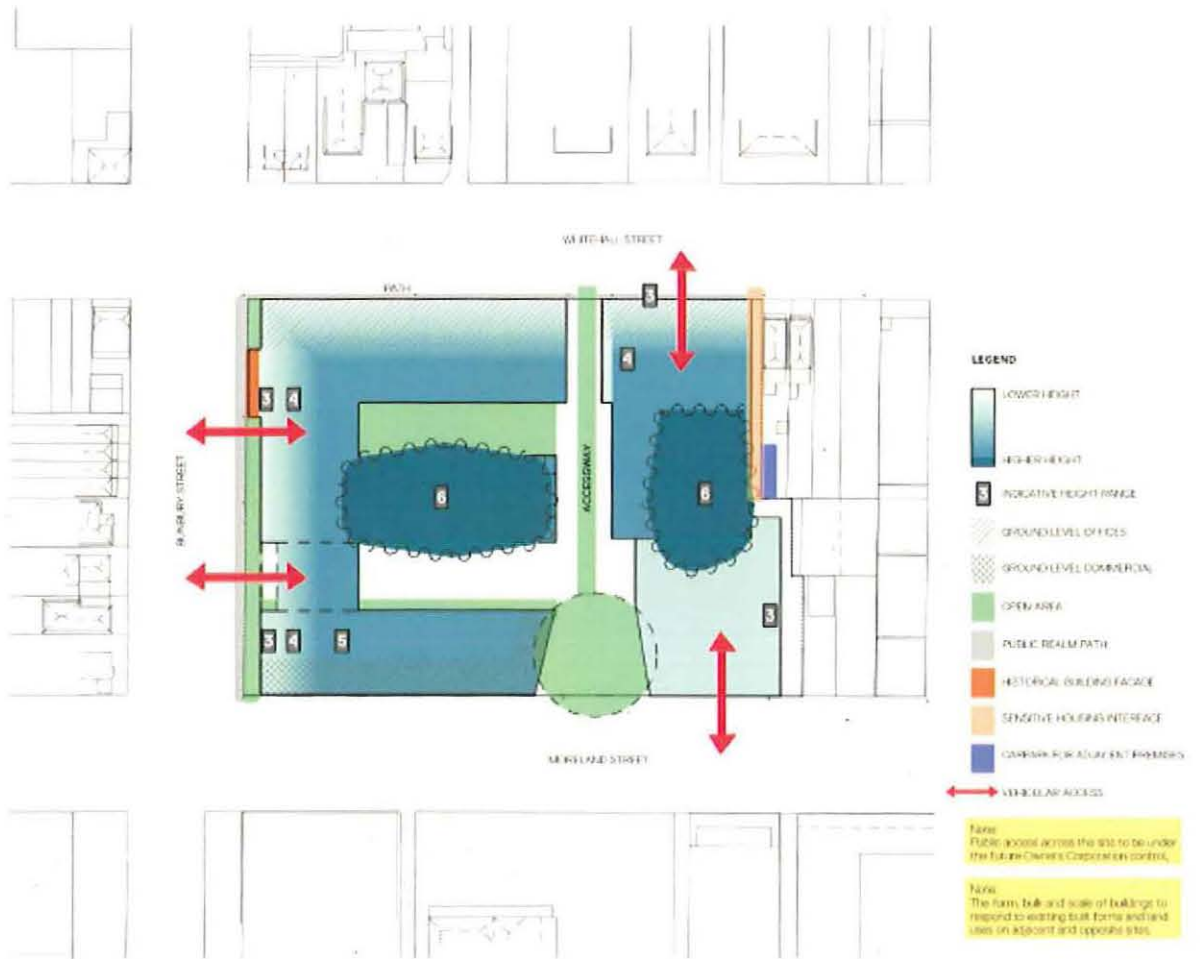 WHITEHALL STREET
PATH
3
4
3
4
BUNBURY STREET
6
ACCESSWAY
6
3
4
5
3
MORELAND STREET
LEGEND
LOWER HEIGHT
HIGHER HEIGHT
3
INDICATIVE HEIGHT RANGE
GROUND LEVEL OFFICES
GROUND LEVEL COMMERCIAL
OPEN AREA
PUBLIC REALM PATH
HISTORICAL BUILDING FACADE
SENSITIVE HOUSING INTERFACE
CARPARK FOR ADJACENT PREMISES
VEHICULAR ACCESS
Note:
Public access across the site to be under
the future Owners Corporation control.
Note:
The form, bulk and scale of buildings to
respond to existing built forms and land
uses on adjacent and opposite sites.